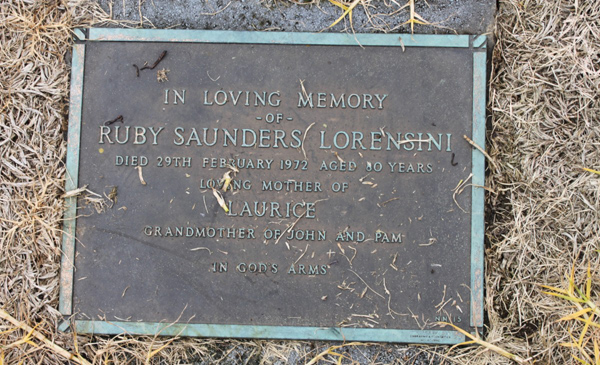 IN LOVING MEMORY
- OF -
RUBY SAUNDERS LORENSINI
DIED 29TH FEBRUARY 1972 AGED 80 YEARS
LOVING MOTHER OF
LAURICE
GRANDMOTHER OF JOHN AND PAM
IN GOD'S ARMS